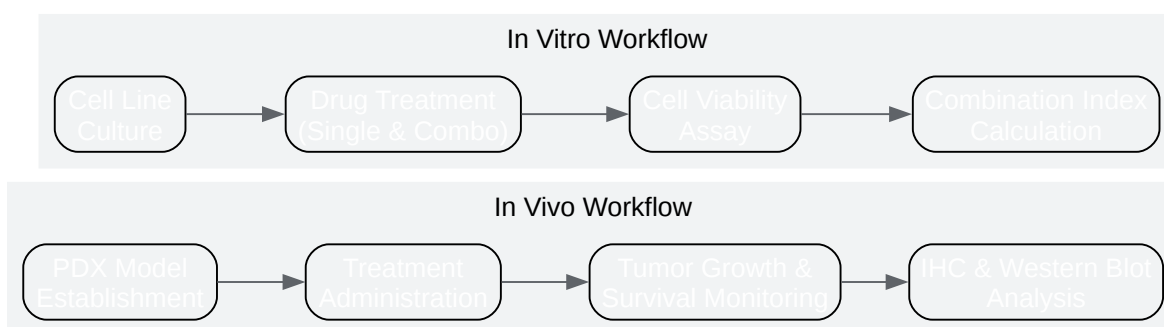 In Vitro Workflow
Cell Line
Culture
Drug Treatment
(Single & Combo)
Cell Viability
Assay
Combination Index
Calculation
In Vivo Workflow
PDX Model
Establishment
Treatment
Administration
Tumor Growth &
Survival Monitoring
IHC & Western Blot
Analysis